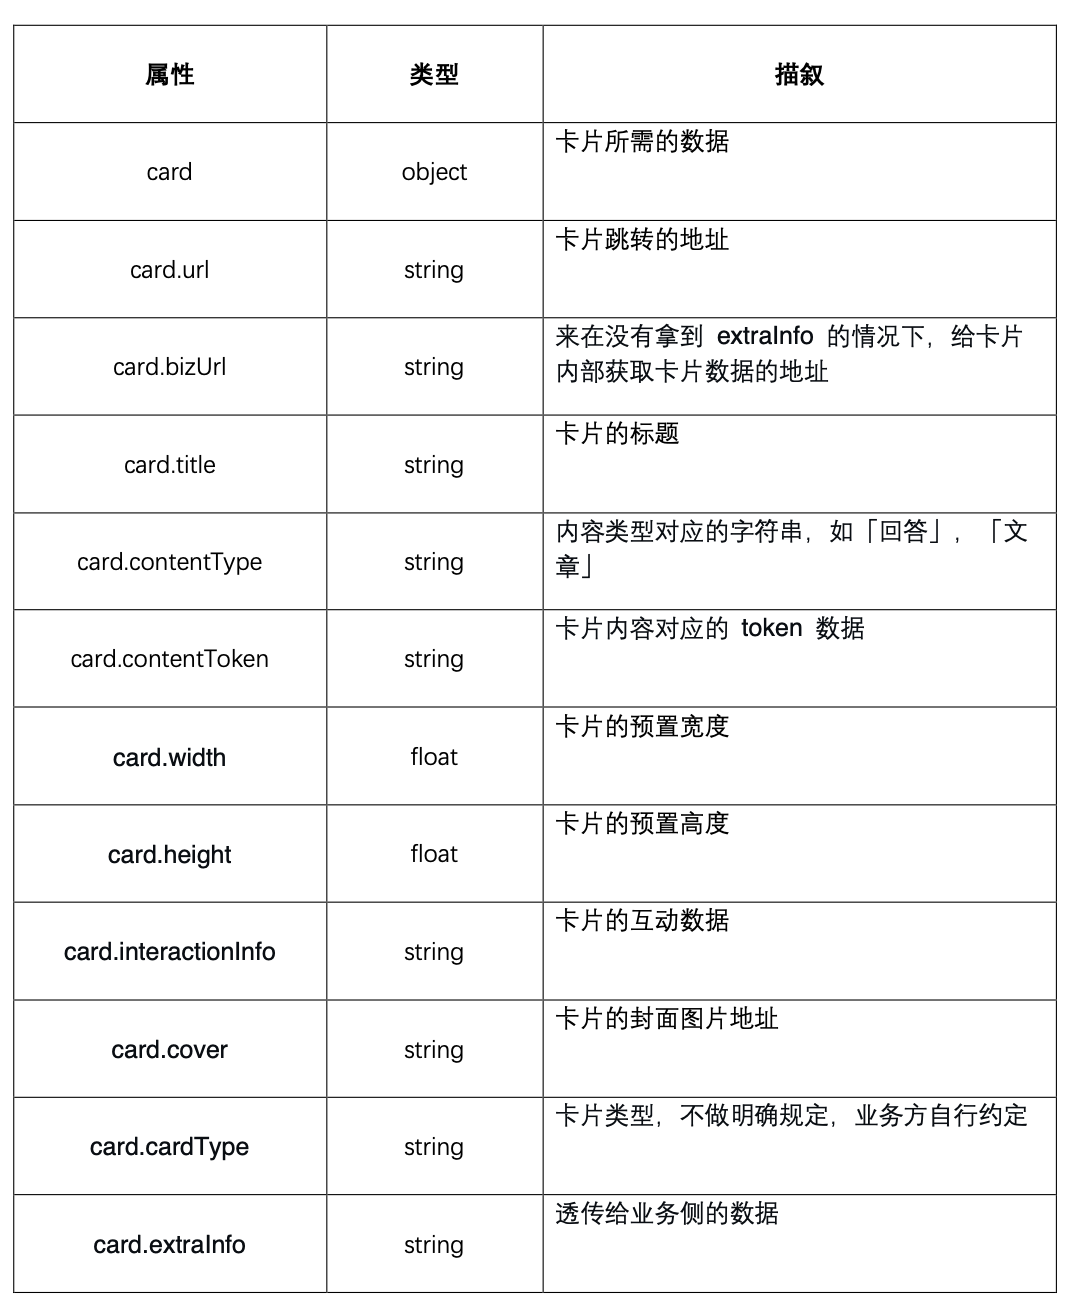 属性 类型 描叙
card object 卡片所需的数据
card.url string 卡片跳转的地址
card.bizUrl string 来在没有拿到 extraInfo 的情况下，给卡片
内部获取卡片数据的地址
card.title string 卡片的标题
card.contentType string 内容类型对应的字符串，如「回答」，「文
章」
card.contentToken string 卡片内容对应的 token 数据
card.width float 卡片的预置宽度
card.height float 卡片的预置高度
card.interactionInfo string 卡片的互动数据
card.cover string 卡片的封面图片地址
card.cardType string 卡片类型，不做明确规定，业务方自行约定
card.extraInfo string 透传给业务侧的数据